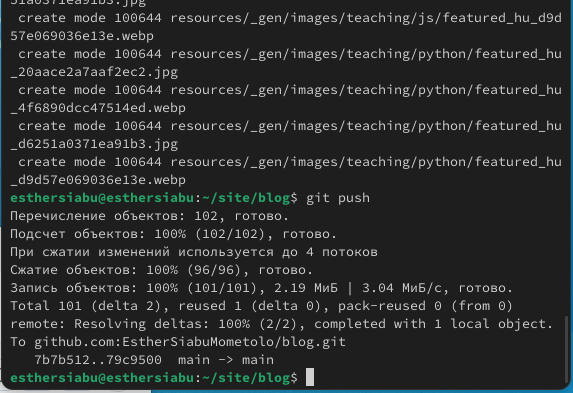 51a0371ea91b3.jpg
 create mode 100644 resources/_gen/images/teaching/js/featured_hu_d9d
57e069036e13e.webp
 create mode 100644 resources/_gen/images/teaching/python/featured_hu
_20aace2a7aaf2ec2.jpg
 create mode 100644 resources/_gen/images/teaching/python/featured_hu
_4f6890dcc47514ed.webp
 create mode 100644 resources/_gen/images/teaching/python/featured_hu
_d6251a0371ea91b3.jpg
 create mode 100644 resources/_gen/images/teaching/python/featured_hu
_d9d57e069036e13e.webp
esthersiabu@esthersiabu:~/site/blog$ git push
Перечисление объектов: 102, готово.
Подсчет объектов: 100% (102/102), готово.
При сжатии изменений используется до 4 потоков
Сжатие объектов: 100% (96/96), готово.
Запись объектов: 100% (101/101), 2.19 МиБ | 3.04 МиБ/с, готово.
Total 101 (delta 2), reused 1 (delta 0), pack-reused 0 (from 0)
remote: Resolving deltas: 100% (2/2), completed with 1 local object.
To github.com:EstherSiabuMometolo/blog.git
   7b7b512..79c9500  main -> main
esthersiabu@esthersiabu:~/site/blog$